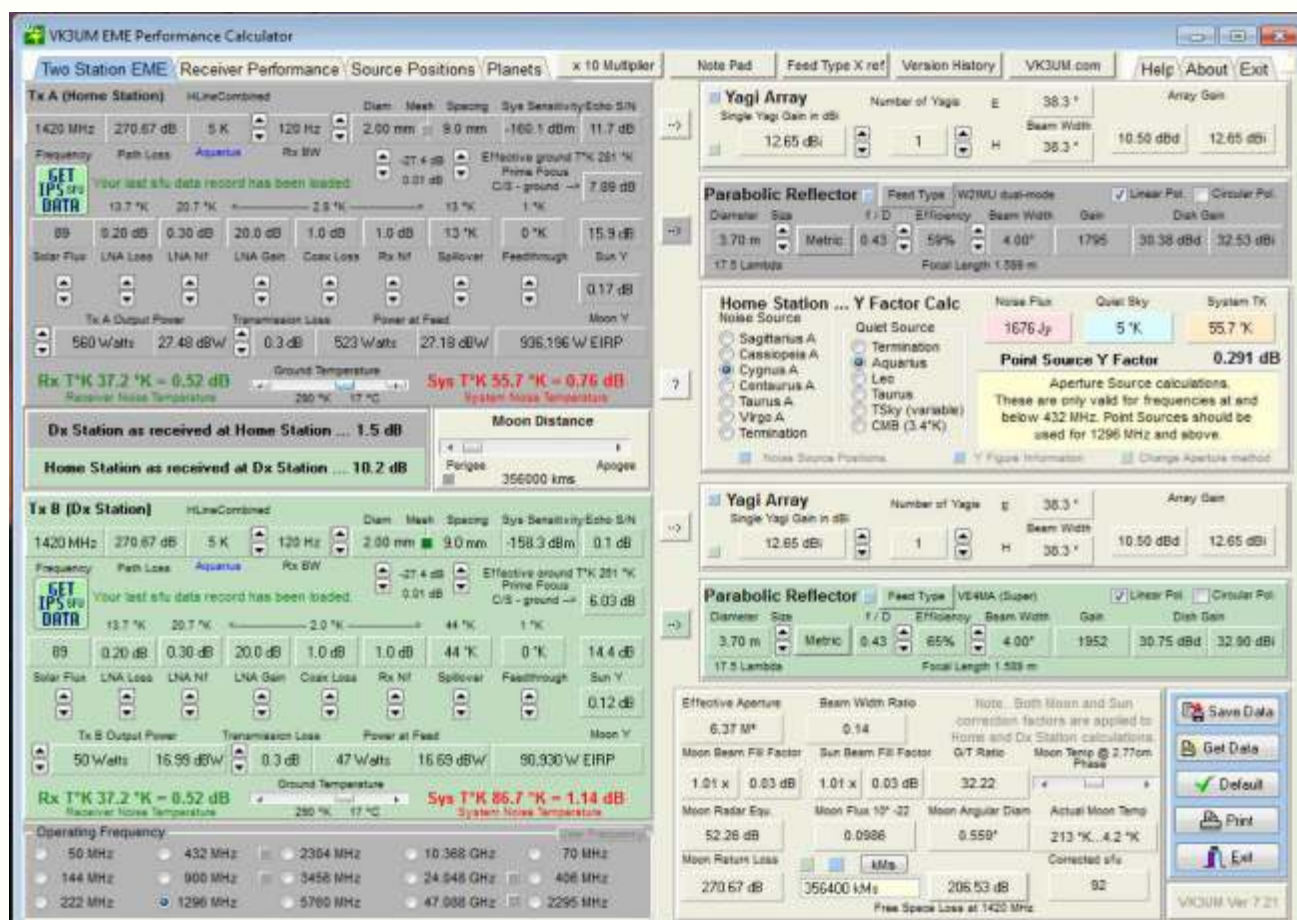 VK3UM EME Performance Calculator
Two Station EME Receiver Performance Source Positions Planets x 10 Multiplier Note Pad Feed Type X ref Version History VK3UM.com Help About Exit
Tx A (Home Station) HLineCombined
Diam Mesh Spacing Sys Sensitivity Echo S/N
1420 MHz 270.67 dB 5 K 120 Hz 2.00 mm 9.0 mm -160.1 dBm 11.7 dB
Frequency Path Loss Aquarius Rx BW -27.4 dB Effective ground T°K 281 °K
0.01 dB Prime Focus
GET IPS sfu DATA Your last sfu data record has been loaded. C/S - ground --> 7.89 dB
13.7 °K 20.7 °K 2.9 °K 13 °K 1 °K
89 0.20 dB 0.30 dB 20.0 dB 1.0 dB 1.0 dB 13 °K 0 °K 15.9 dB
Solar Flux LNA Loss LNA Nf LNA Gain Coax Loss Rx Nf Spillover Feedthrough Sun Y
0.17 dB
Tx A Output Power Transmission Loss Power at Feed Moon Y
560 Watts 27.48 dBW 0.3 dB 523 Watts 27.18 dBW 936,196 W EIRP
Rx T°K 37.2 °K = 0.52 dB Ground Temperature Sys T°K 55.7 °K = 0.76 dB
Receiver Noise Temperature 290 °K 17 °C System Noise Temperature
Dx Station as received at Home Station ... 1.5 dB
Home Station as received at Dx Station .... 10.2 dB
Moon Distance
Perigee Apogee
356000 kms
Tx B (Dx Station) HLineCombined
Diam Mesh Spacing Sys Sensitivity Echo S/N
1420 MHz 270.67 dB 5 K 120 Hz 2.00 mm 9.0 mm -158.3 dBm 0.1 dB
Frequency Path Loss Aquarius Rx BW -27.4 dB Effective ground T°K 281 °K
0.01 dB Prime Focus
GET IPS sfu DATA Your last sfu data record has been loaded. C/S - ground --> 6.03 dB
13.7 °K 20.7 °K 2.9 °K 44 °K 1 °K
89 0.20 dB 0.30 dB 20.0 dB 1.0 dB 1.0 dB 44 °K 0 °K 14.4 dB
Solar Flux LNA Loss LNA Nf LNA Gain Coax Loss Rx Nf Spillover Feedthrough Sun Y
0.12 dB
Tx B Output Power Transmission Loss Power at Feed Moon Y
50 Watts 16.99 dBW 0.3 dB 47 Watts 16.69 dBW 90,930 W EIRP
Rx T°K 37.2 °K = 0.52 dB Ground Temperature Sys T°K 86.7 °K = 1.14 dB
Receiver Noise Temperature 290 °K 17 °C System Noise Temperature
Operating Frequency
50 MHz 432 MHz 2304 MHz 10.368 GHz 70 MHz
144 MHz 900 MHz 3456 MHz 24.048 GHz 406 MHz
222 MHz 1296 MHz 5760 MHz 47.088 GHz 2295 MHz
-->
Yagi Array Number of Yagis E 38.3 ° Array Gain
Single Yagi Gain in dBi Beam Width
12.65 dBi 1 H 38.3 ° 10.50 dBd 12.65 dBi
Parabolic Reflector Feed Type W2IMU dual-mode Linear Pol. Circular Pol.
Diameter Size f / D Efficiency Beam Width Gain Dish Gain
--> 3.70 m Metric 0.43 59% 4.00° 1795 30.38 dBd 32.53 dBi
17.5 Lambda Focal Length 1.589 m
Home Station ... Y Factor Calc Noise Flux Quiet Sky System TK
Noise Source Quiet Source 1676 Jy 5 °K 55.7 °K
Sagittarius A Termination
Cassiopeia A Aquarius Point Source Y Factor 0.291 dB
Cygnus A Leo
Centaurus A Taurus
Taurus A TSky (variable)
Virgo A CMB (3.4°K)
Termination
Aperture Source calculations.
These are only valid for frequencies at and
below 432 MHz. Point Sources should be
used for 1296 MHz and above.
?
Noise Source Positions Y Figure Information Change Aperture method
Yagi Array Number of Yagis E 38.3 ° Array Gain
Single Yagi Gain in dBi Beam Width
--> 12.65 dBi 1 H 38.3 ° 10.50 dBd 12.65 dBi
Parabolic Reflector Feed Type VE4MA (Super) Linear Pol. Circular Pol.
Diameter Size f / D Efficiency Beam Width Gain Dish Gain
--> 3.70 m Metric 0.43 65% 4.00° 1952 30.75 dBd 32.90 dBi
17.5 Lambda Focal Length 1.589 m
Effective Aperture Beam Width Ratio
6.37 M² 0.14
Note... Both Moon and Sun
correction factors are applied to
Home and Dx Station calculations.
Moon Beam Fill Factor Sun Beam Fill Factor G/T Ratio Moon Temp @ 2.77cm
Phase
1.01 x 0.03 dB 1.01 x 0.03 dB 32.22
Moon Radar Equ. Moon Flux 10^ -22 Moon Angular Diam Actual Moon Temp
52.26 dB 0.0986 0.559° 213 °K...4.2 °K
Moon Return Loss kMs Corrected sfu
270.67 dB 356400 kMs 206.53 dB 92
Free Space Loss at 1420 MHz
Save Data
Get Data
Default
Print
Exit
VK3UM Ver 7.21